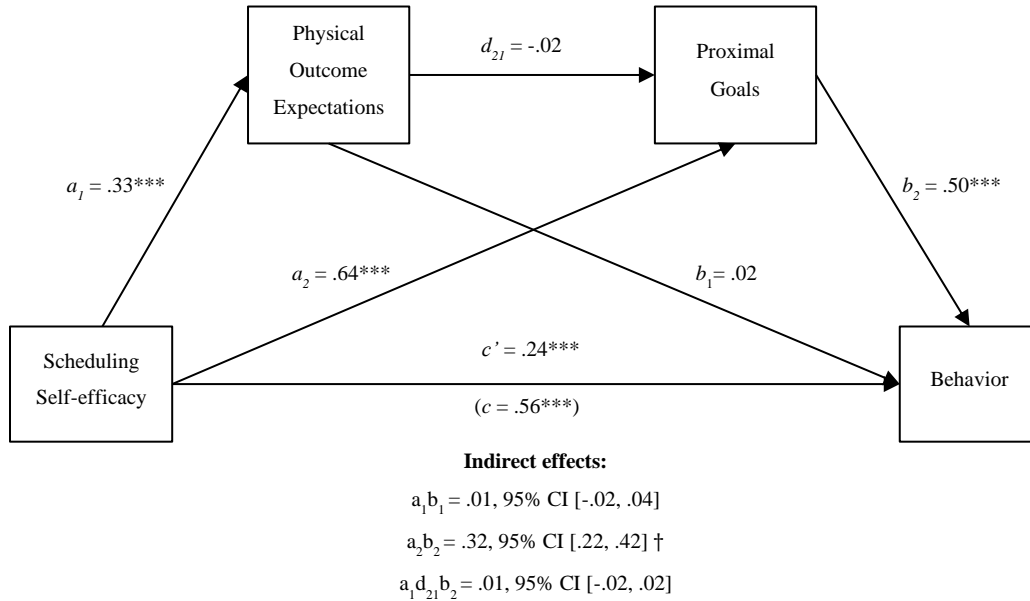 Physical
Outcome
Expectations
d21 = -.02
Proximal
Goals
a1 = .33***
b2 = .50***
a2 = .64***
b1= .02
Scheduling
Self-efficacy
c’ = .24***
(c = .56***)
Behavior
Indirect effects:
a1b1 = .01, 95% CI [-.02, .04]
a2b2 = .32, 95% CI [.22, .42] †
a1d21b2 = .01, 95% CI [-.02, .02]